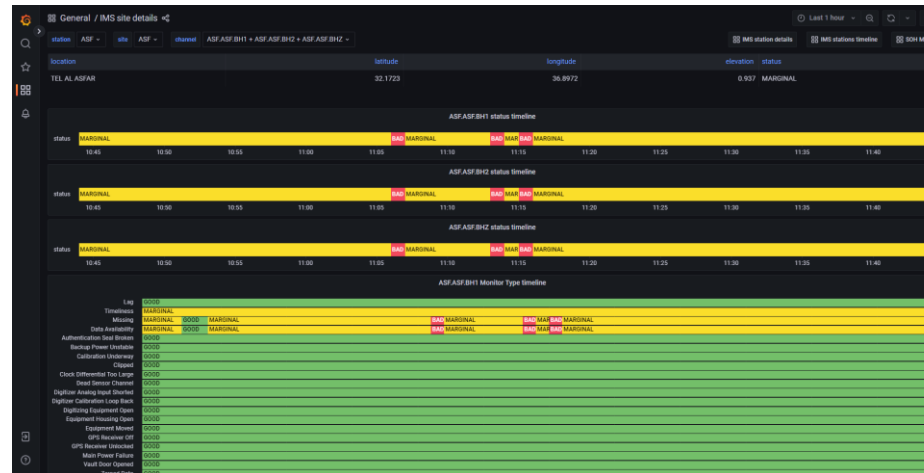 General / IMS site details
Last 1 hour
station ASF site ASF channel ASF.ASF.BH1 + ASF.ASF.BH2 + ASF.ASF.BHZ
IMS station details IMS stations timeline SOH M
location latitude longitude elevation status
TEL AL ASFAR 32.1723 36.8972 0.937 MARGINAL
ASF.ASF.BH1 status timeline
status MARGINAL BAD MARGINAL BAD MAR BAD MARGINAL
10:45 10:50 10:55 11:00 11:05 11:10 11:15 11:20 11:25 11:30 11:35 11:40
ASF.ASF.BH2 status timeline
status MARGINAL BAD MARGINAL BAD MAR BAD MARGINAL
10:45 10:50 10:55 11:00 11:05 11:10 11:15 11:20 11:25 11:30 11:35 11:40
ASF.ASF.BHZ status timeline
status MARGINAL BAD MARGINAL BAD MAR BAD MARGINAL
10:45 10:50 10:55 11:00 11:05 11:10 11:15 11:20 11:25 11:30 11:35 11:40
ASF.ASF.BH1 Monitor Type timeline
Lag GOOD
Timeliness MARGINAL
Missing MARGINAL GOOD MARGINAL BAD MARGINAL BAD MAR BAD MARGINAL
Data Availability MARGINAL GOOD MARGINAL BAD MARGINAL BAD MAR BAD MARGINAL
Authentication Seal Broken GOOD
Backup Power Unstable GOOD
Calibration Underway GOOD
Clipped GOOD
Clock Differential Too Large GOOD
Dead Sensor Channel GOOD
Digitizer Analog Input Shorted GOOD
Digitizer Calibration Loop Back GOOD
Digitizing Equipment Open GOOD
Equipment Housing Open GOOD
Equipment Moved GOOD
GPS Receiver Off GOOD
GPS Receiver Unlocked GOOD
Main Power Failure GOOD
Vault Door Opened GOOD